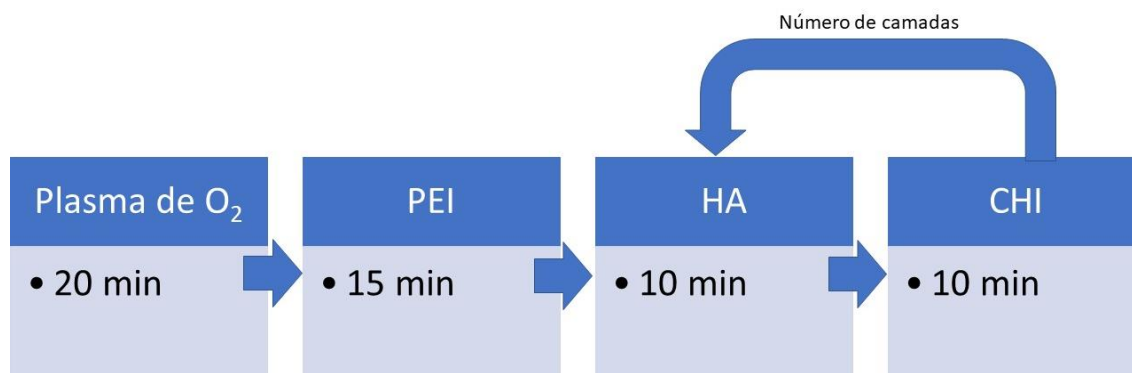 Número de camadas
Plasma de O₂
• 20 min
PEI
• 15 min
HA
• 10 min
CHI
• 10 min